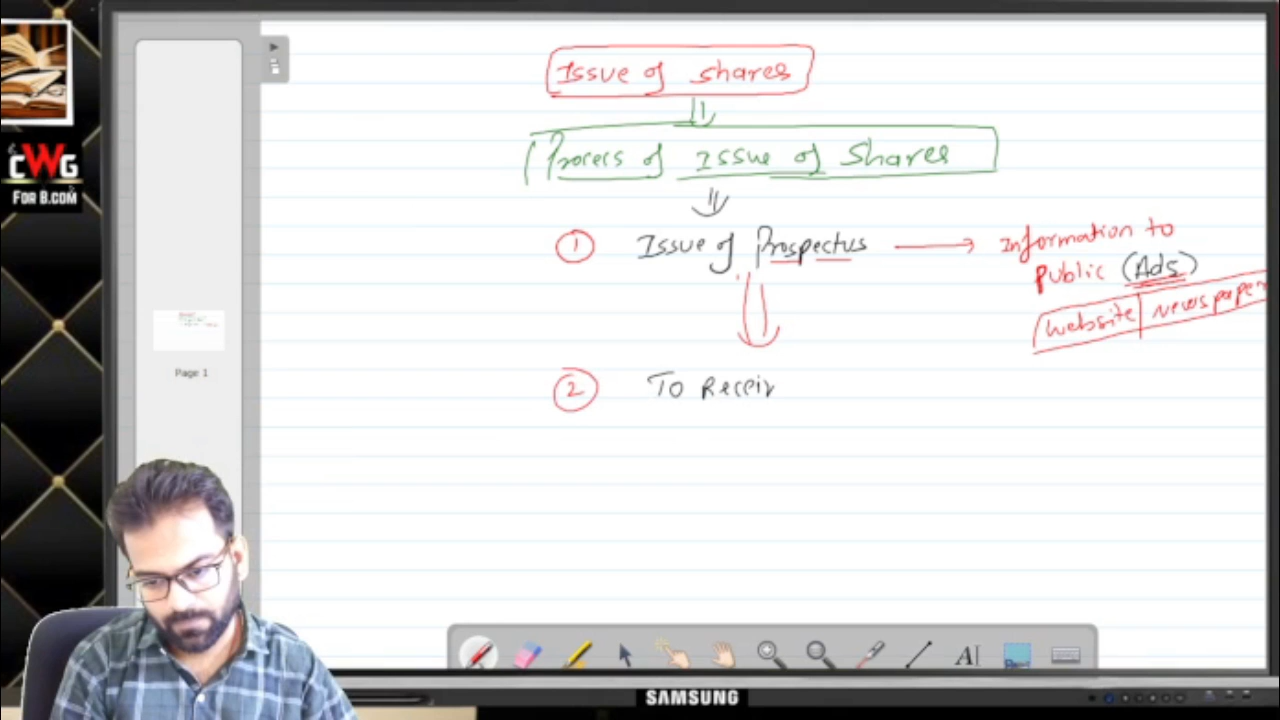 Issue of shares
Process of Issue of Shares
1 Issue of Prospectus → Information to
Public (Ads)
website | Newspaper
2 To Receiv
Page 1
CWG
FOR B.COM
A
SAMSUNG